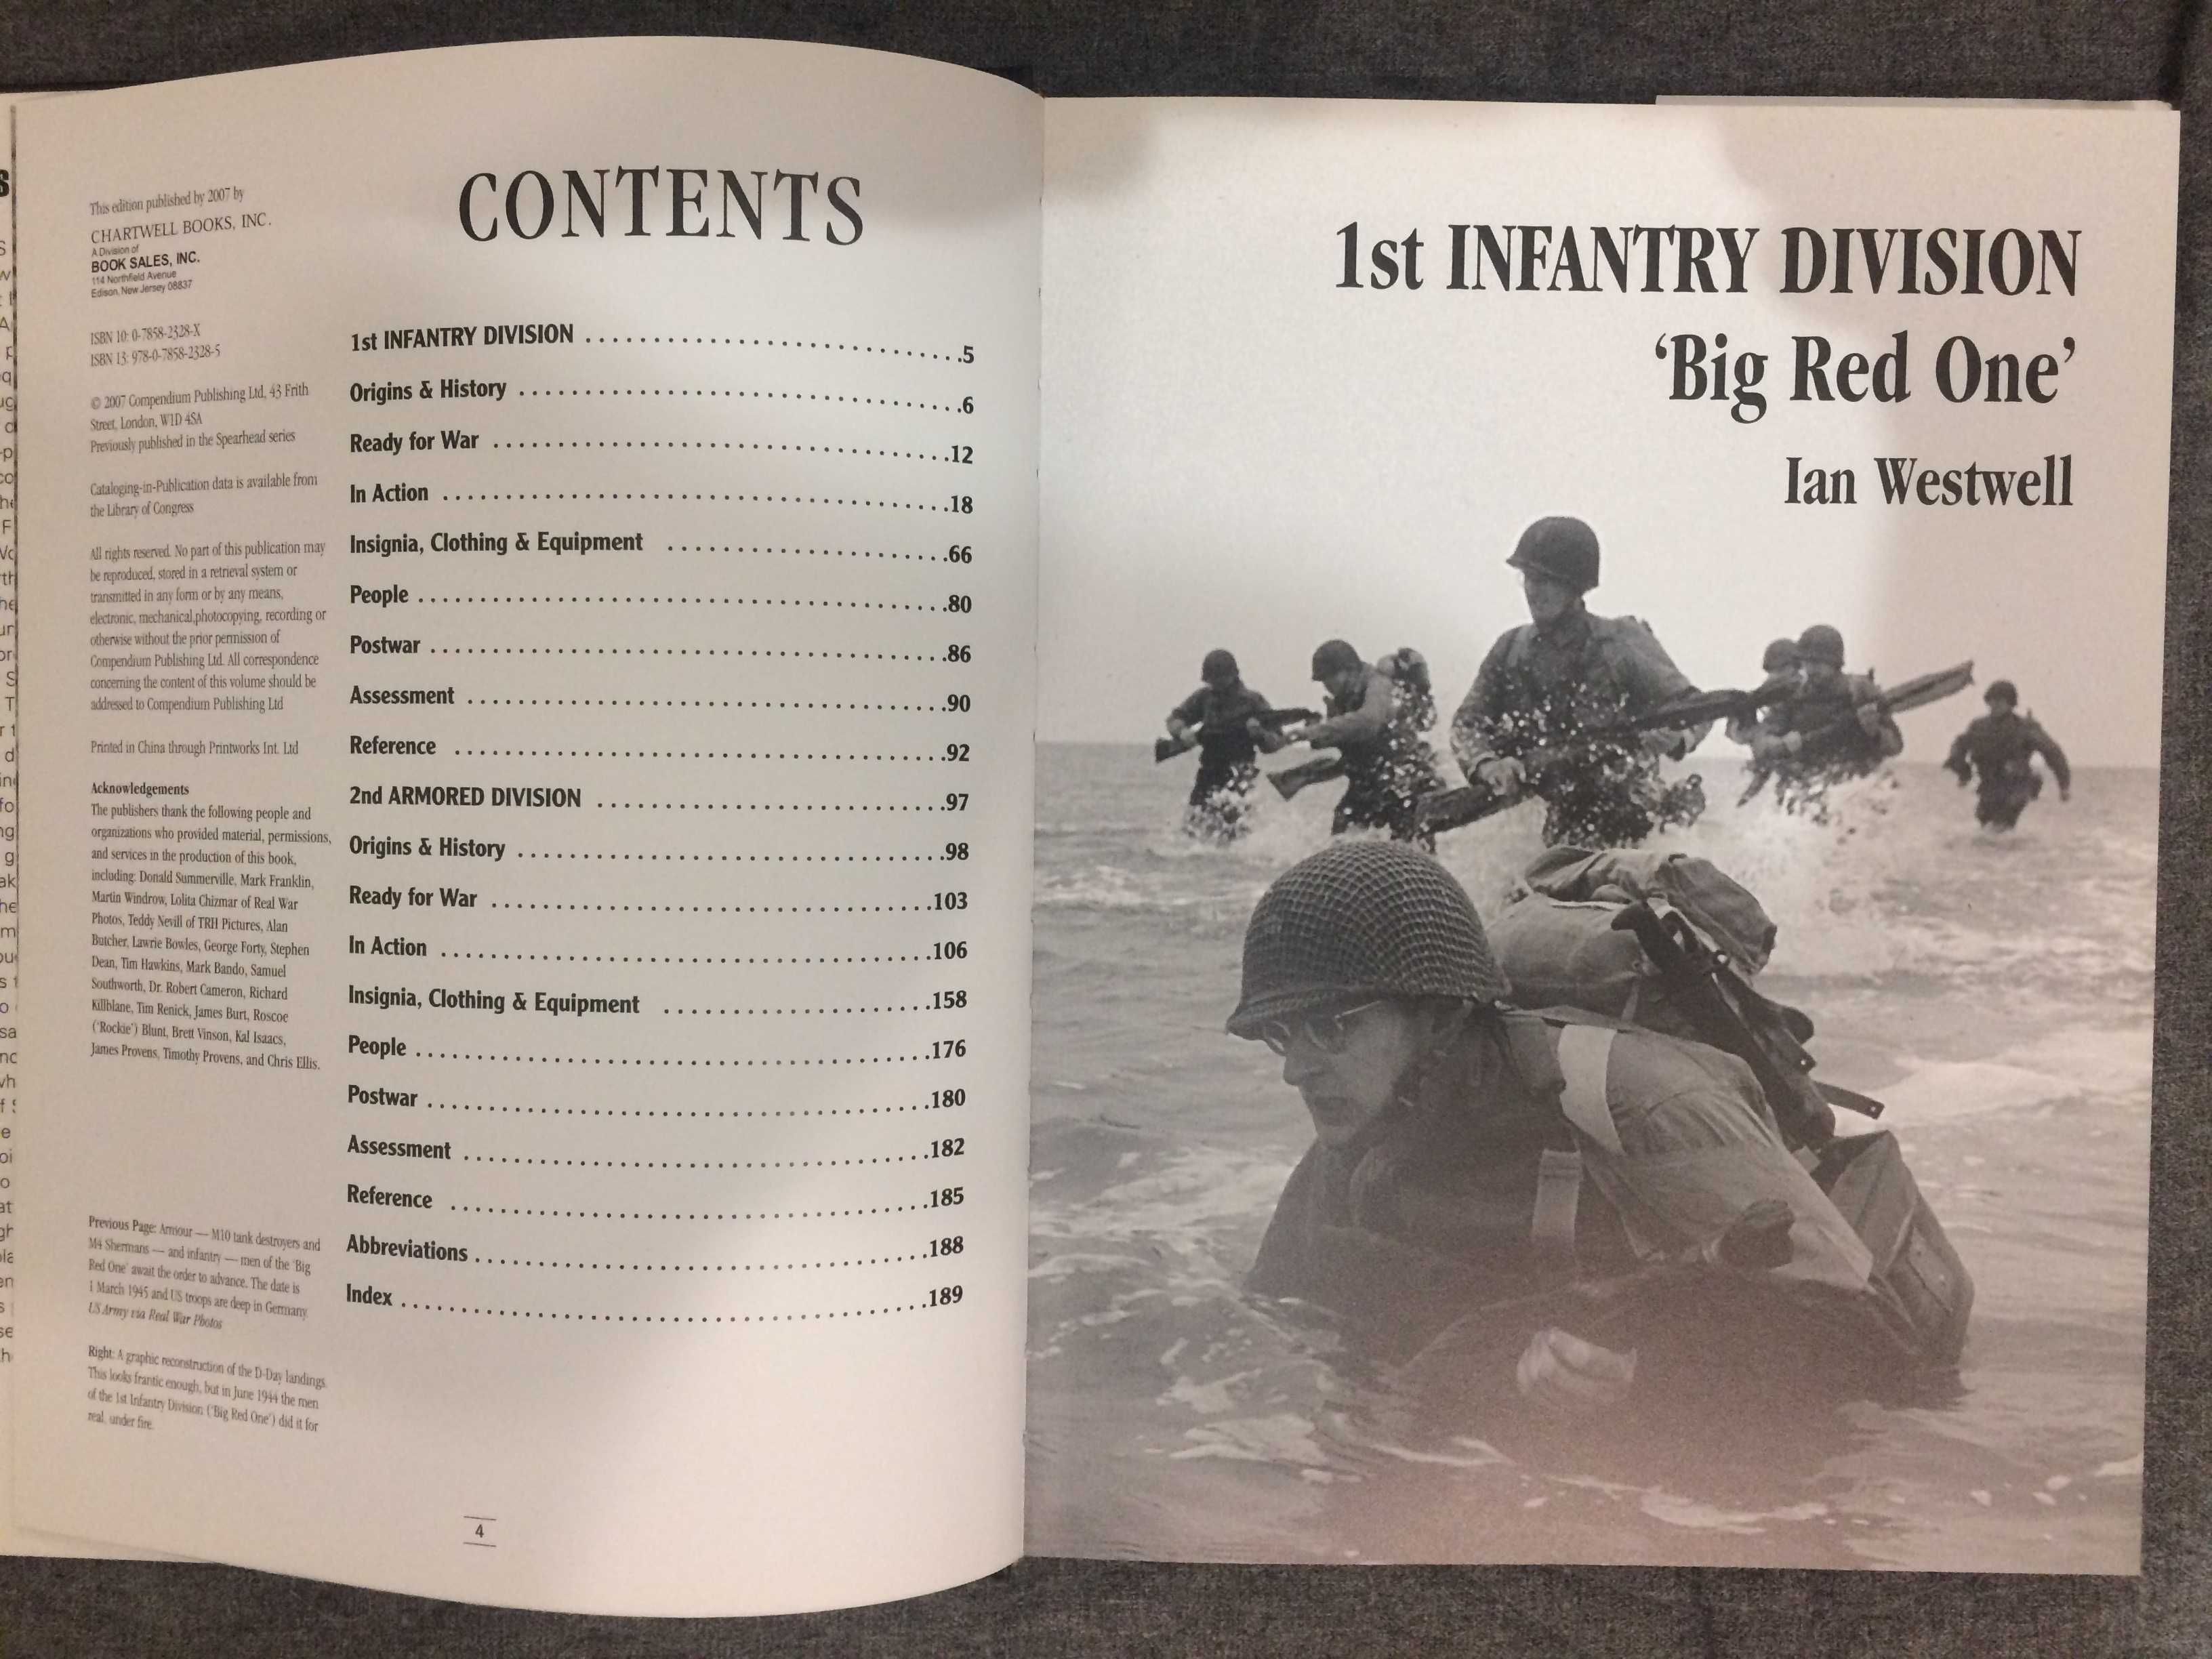 This edition published by 2007 by
CHARTWELL BOOKS, INC.
A Division of
BOOK SALES, INC.
114 Northfield Avenue
Edison, New Jersey 08837
ISBN 10: 0-7858-2328-X
ISBN 13: 978-0-7858-2328-5
© 2007 Compendium Publishing Ltd, 43 Frith
Street, London, W1D 4SA
Previously published in the Spearhead series
Cataloging-in-Publication data is available from
the Library of Congress
All rights reserved. No part of this publication may
be reproduced, stored in a retrieval system or
transmitted in any form or by any means,
electronic, mechanical,photocopying, recording or
otherwise without the prior permission of
Compendium Publishing Ltd. All correspondence
concerning the content of this volume should be
addressed to Compendium Publishing Ltd
Printed in China through Printworks Int. Ltd
Acknowledgements
The publishers thank the following people and
organizations who provided material, permissions,
and services in the production of this book,
including: Donald Summerville, Mark Franklin,
Martin Windrow, Lolita Chizmar of Real War
Photos, Teddy Nevill of TRH Pictures, Alan
Butcher, Lawrie Bowles, George Forty, Stephen
Dean, Tim Hawkins, Mark Bando, Samuel
Southworth, Dr. Robert Cameron, Richard
Killblane, Tim Renick, James Burt, Roscoe
('Rockie') Blunt, Brett Vinson, Kal Isaacs,
James Provens, Timothy Provens, and Chris Ellis.
Previous Page: Armour — M10 tank destroyers and
M4 Shermans — and infantry — men of the 'Big
Red One' await the order to advance. The date is
1 March 1945 and US troops are deep in Germany.
US Army via Real War Photos
Right: A graphic reconstruction of the D-Day landings.
This looks frantic enough, but in June 1944 the men
of the 1st Infantry Division ('Big Red One') did it for
real, under fire.
CONTENTS
1st INFANTRY DIVISION ........................5
Origins & History ........................6
Ready for War ........................12
In Action ........................18
Insignia, Clothing & Equipment ........................66
People ........................80
Postwar ........................86
Assessment ........................90
Reference ........................92
2nd ARMORED DIVISION ........................97
Origins & History ........................98
Ready for War ........................103
In Action ........................106
Insignia, Clothing & Equipment ........................158
People ........................176
Postwar ........................180
Assessment ........................182
Reference ........................185
Abbreviations ........................188
Index ........................189
4
1st INFANTRY DIVISION
'Big Red One'
Ian Westwell